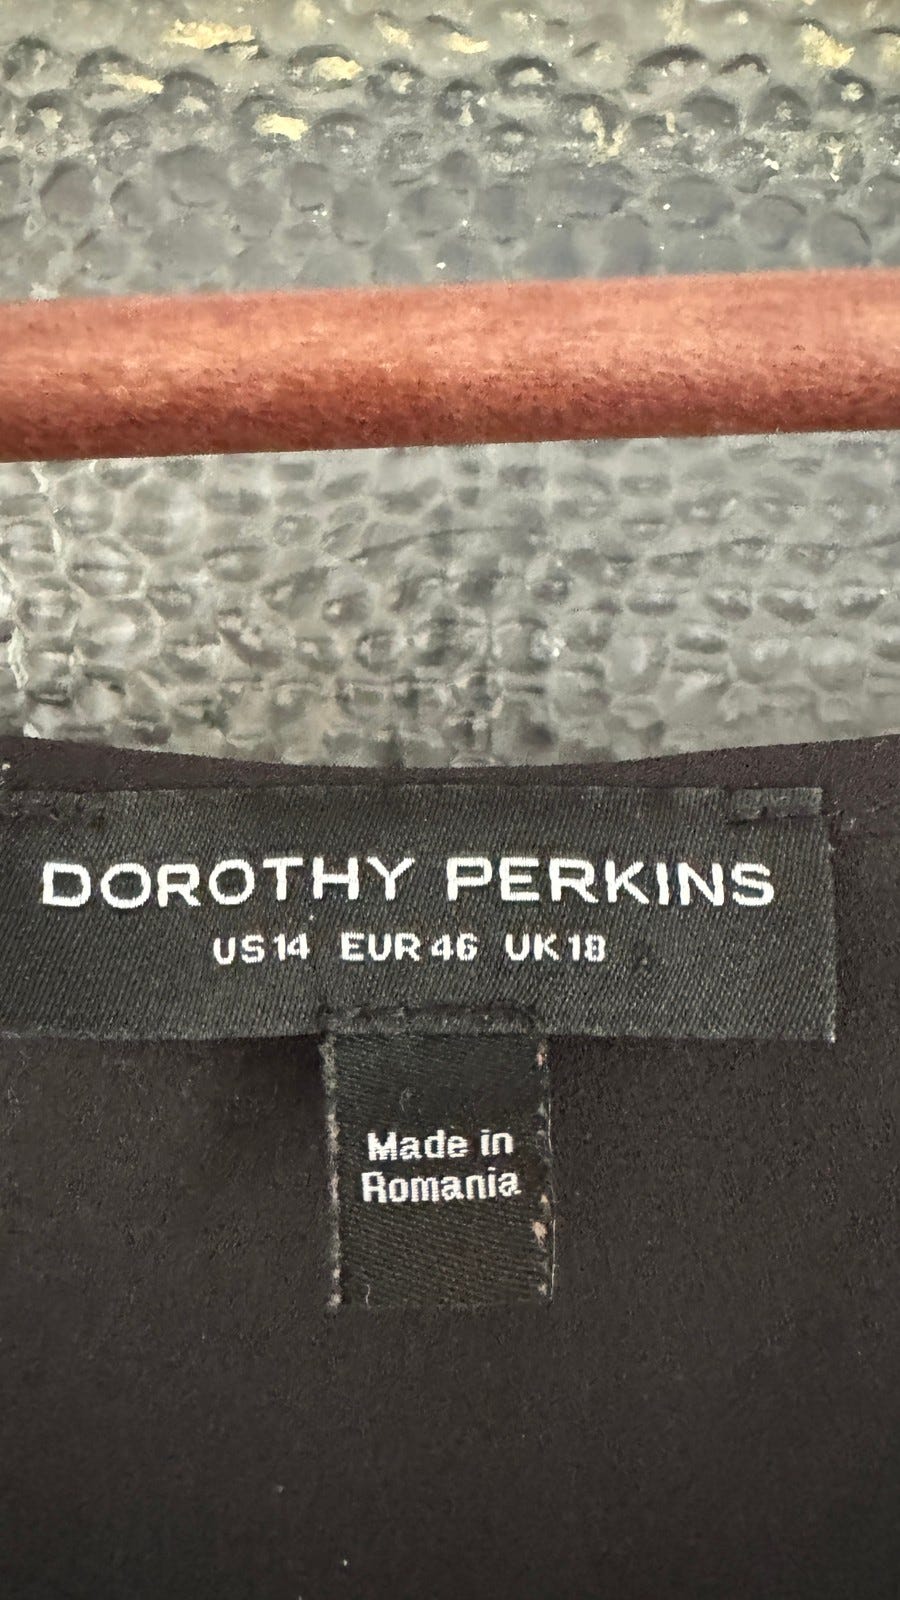 DOROTHY PERKINS
US14 EUR46 UK18
Made in
Romania